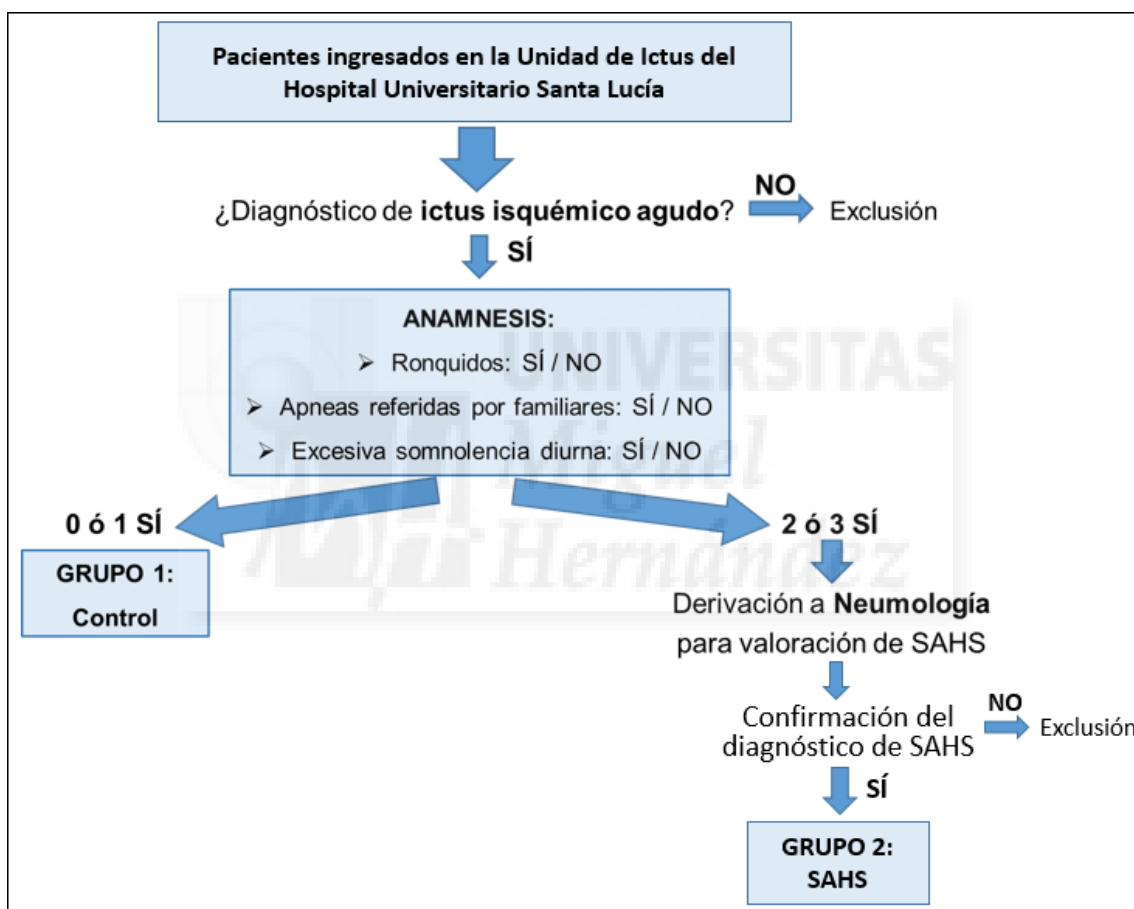 Pacientes ingresados en la Unidad de Ictus del
Hospital Universitario Santa Lucía
¿Diagnóstico de ictus isquémico agudo?
NO
Exclusión
SÍ
ANAMNESIS:
➢ Ronquidos: SÍ / NO
➢ Apneas referidas por familiares: SÍ / NO
➢ Excesiva somnolencia diurna: SÍ / NO
UNIVERSITAS
Miguel
Hernández
0 ó 1 SÍ
GRUPO 1:
Control
2 ó 3 SÍ
Derivación a Neumología
para valoración de SAHS
Confirmación del
diagnóstico de SAHS
NO
Exclusión
SÍ
GRUPO 2:
SAHS